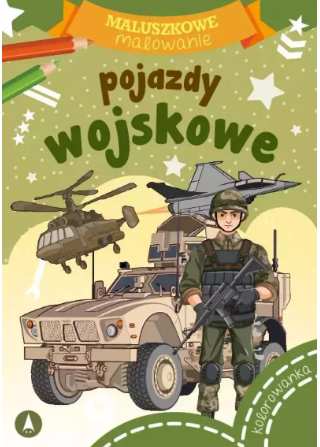 MALUSZKOWE
malowanie
pojazdy
wojskowe
kolorowanka